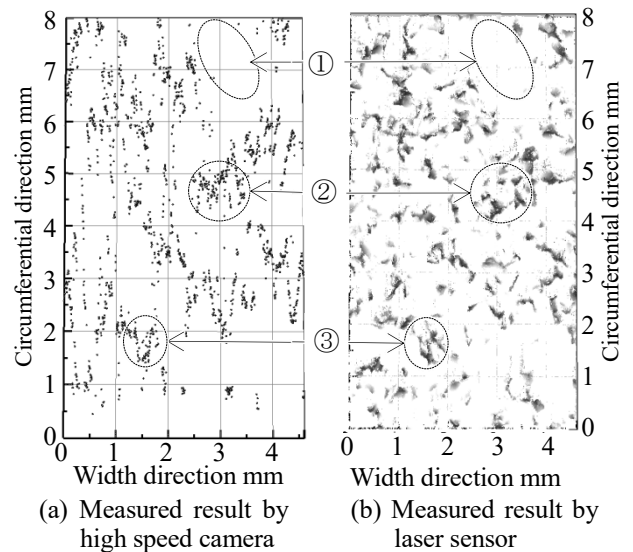 8
7
6
5
4
3
2
1
0
Circumferential direction mm
0 1 2 3 4
Width direction mm
(a) Measured result by
high speed camera
①
②
③
8
7
6
5
4
3
2
1
0
Circumferential direction mm
0 1 2 3 4
Width direction mm
(b) Measured result by
laser sensor